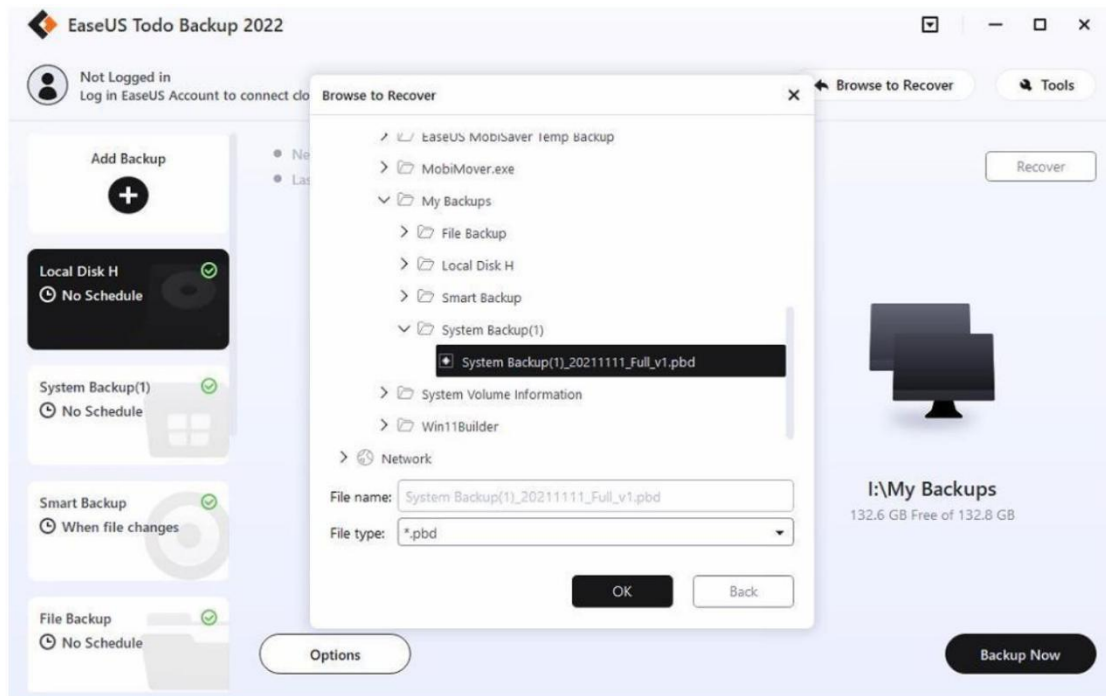 EaseUS Todo Backup 2022
Not Logged in
Log in EaseUS Account to connect clo
Browse to Recover
Tools
Add Backup
Ne
Las
Recover
Local Disk H
No Schedule
System Backup(1)
No Schedule
Smart Backup
When file changes
File Backup
No Schedule
Browse to Recover
EaseUS MobiSaver Temp Backup
MobiMover.exe
My Backups
File Backup
Local Disk H
Smart Backup
System Backup(1)
System Backup(1)_20211111_Full_v1.pbd
System Volume Information
Win11Builder
Network
File name: System Backup(1)_20211111_Full_v1.pbd
File type: *.pbd
OK
Back
I:\My Backups
132.6 GB Free of 132.8 GB
Options
Backup Now